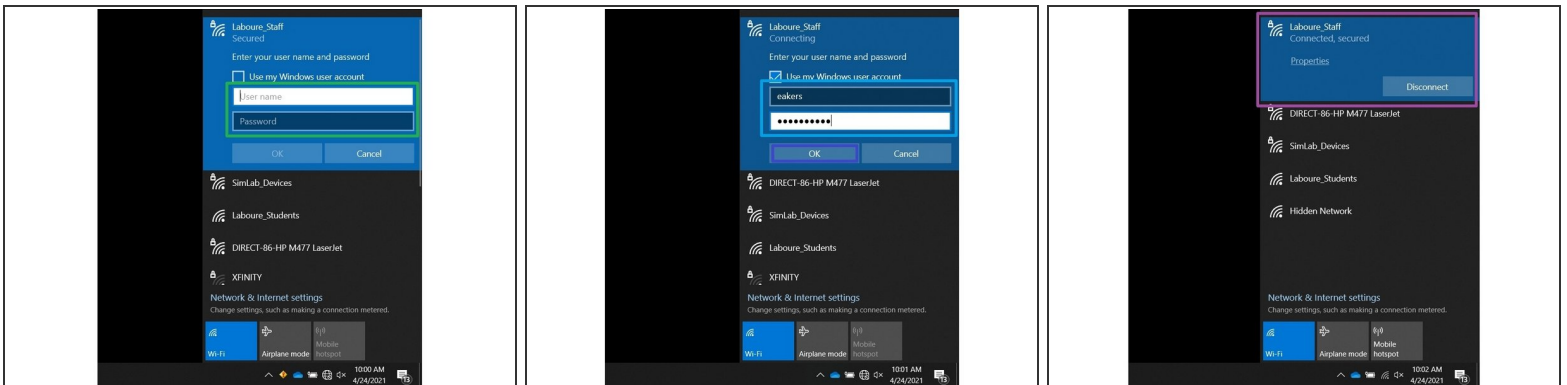 Laboure_Staff
Secured
Enter your user name and password
Use my Windows user account
User name
Password
OK Cancel
SimLab_Devices
Laboure_Students
DIRECT-86-HP M477 LaserJet
XFINITY
Network & Internet settings
Change settings, such as making a connection metered.
Wi-Fi Airplane mode Mobile hotspot
10:00 AM
4/24/2021
13
Laboure_Staff
Connecting
Enter your user name and password
Use my Windows user account
eakers
●●●●●●●●●●
OK Cancel
DIRECT-86-HP M477 LaserJet
SimLab_Devices
Laboure_Students
XFINITY
Network & Internet settings
Change settings, such as making a connection metered.
Wi-Fi Airplane mode Mobile hotspot
10:01 AM
4/24/2021
13
Laboure_Staff
Connected, secured
Properties
Disconnect
DIRECT-86-HP M477 LaserJet
SimLab_Devices
Laboure_Students
Hidden Network
Network & Internet settings
Change settings, such as making a connection metered.
Wi-Fi Airplane mode Mobile hotspot
10:02 AM
4/24/2021
13